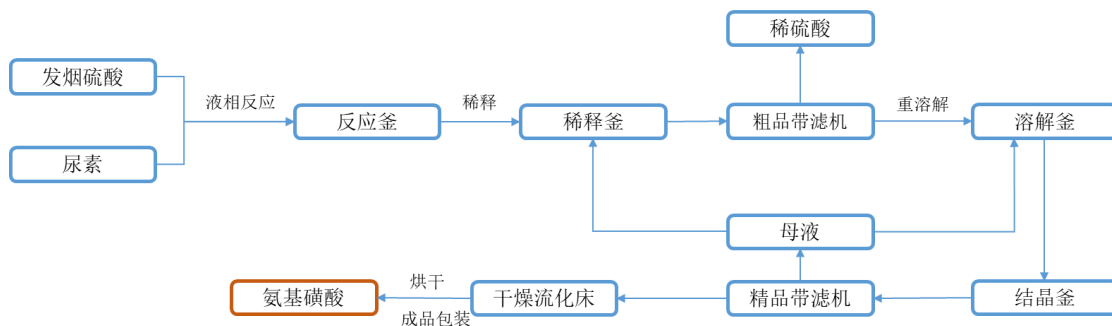 稀硫酸
发烟硫酸
液相反应
稀释
重溶解
反应釜
稀释釜
粗品带滤机
溶解釜
尿素
母液
烘干
氨基磺酸
干燥流化床
精品带滤机
结晶釜
成品包装